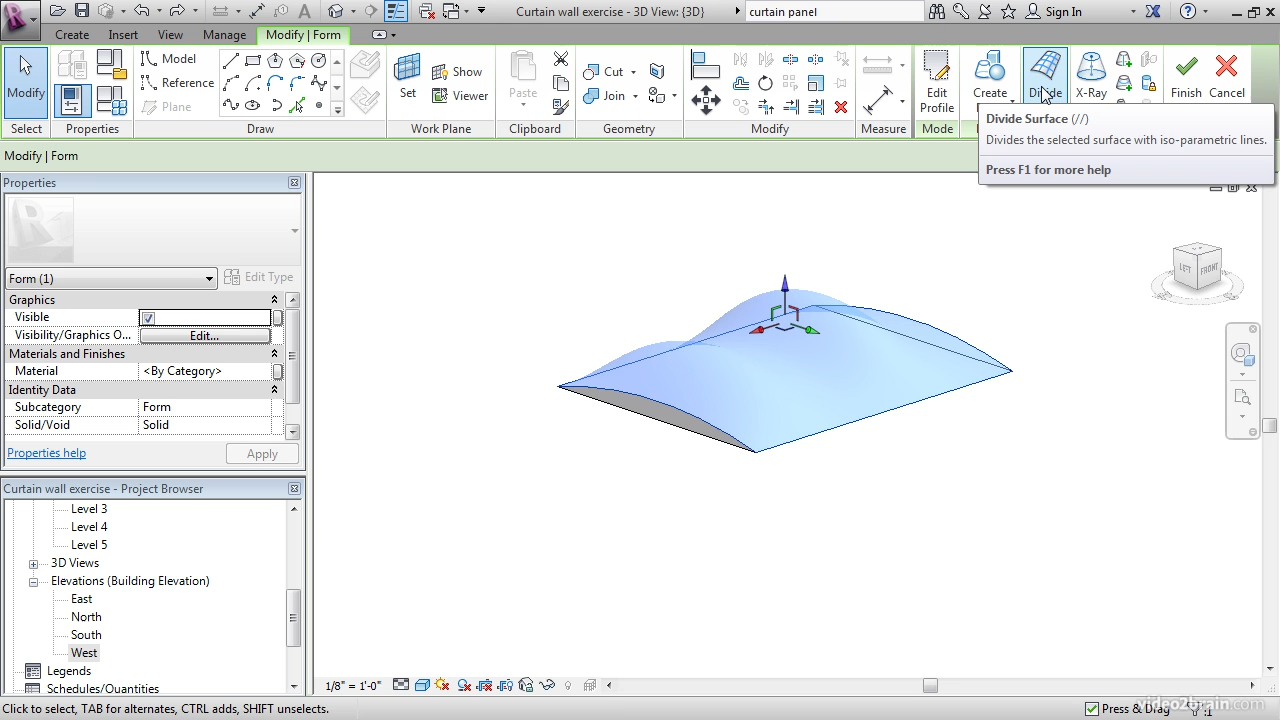 Curtain wall exercise - 3D View: {3D}
curtain panel
Sign In
Create
Insert
View
Manage
Modify | Form
Modify
Select
Properties
Model
Reference
Plane
Draw
Set
Show
Viewer
Work Plane
Paste
Clipboard
Cut
Join
Geometry
Modify
Measure
Edit
Profile
Mode
Create
Divide
X-Ray
Finish
Cancel
Divide Surface (//)
Divides the selected surface with iso-parametric lines.
Press F1 for more help
Modify | Form
Properties
Form (1)
Edit Type
Graphics
Visible
Visibility/Graphics O...
Edit...
Materials and Finishes
Material
<By Category>
Identity Data
Subcategory
Form
Solid/Void
Solid
Properties help
Apply
LEFT
FRONT
Curtain wall exercise - Project Browser
Level 3
Level 4
Level 5
3D Views
Elevations (Building Elevation)
East
North
South
West
Legends
Schedules/Quantities
1/8" = 1'-0"
Click to select, TAB for alternates, CTRL adds, SHIFT unselects.
Press & Drag
:1
video2brain.com